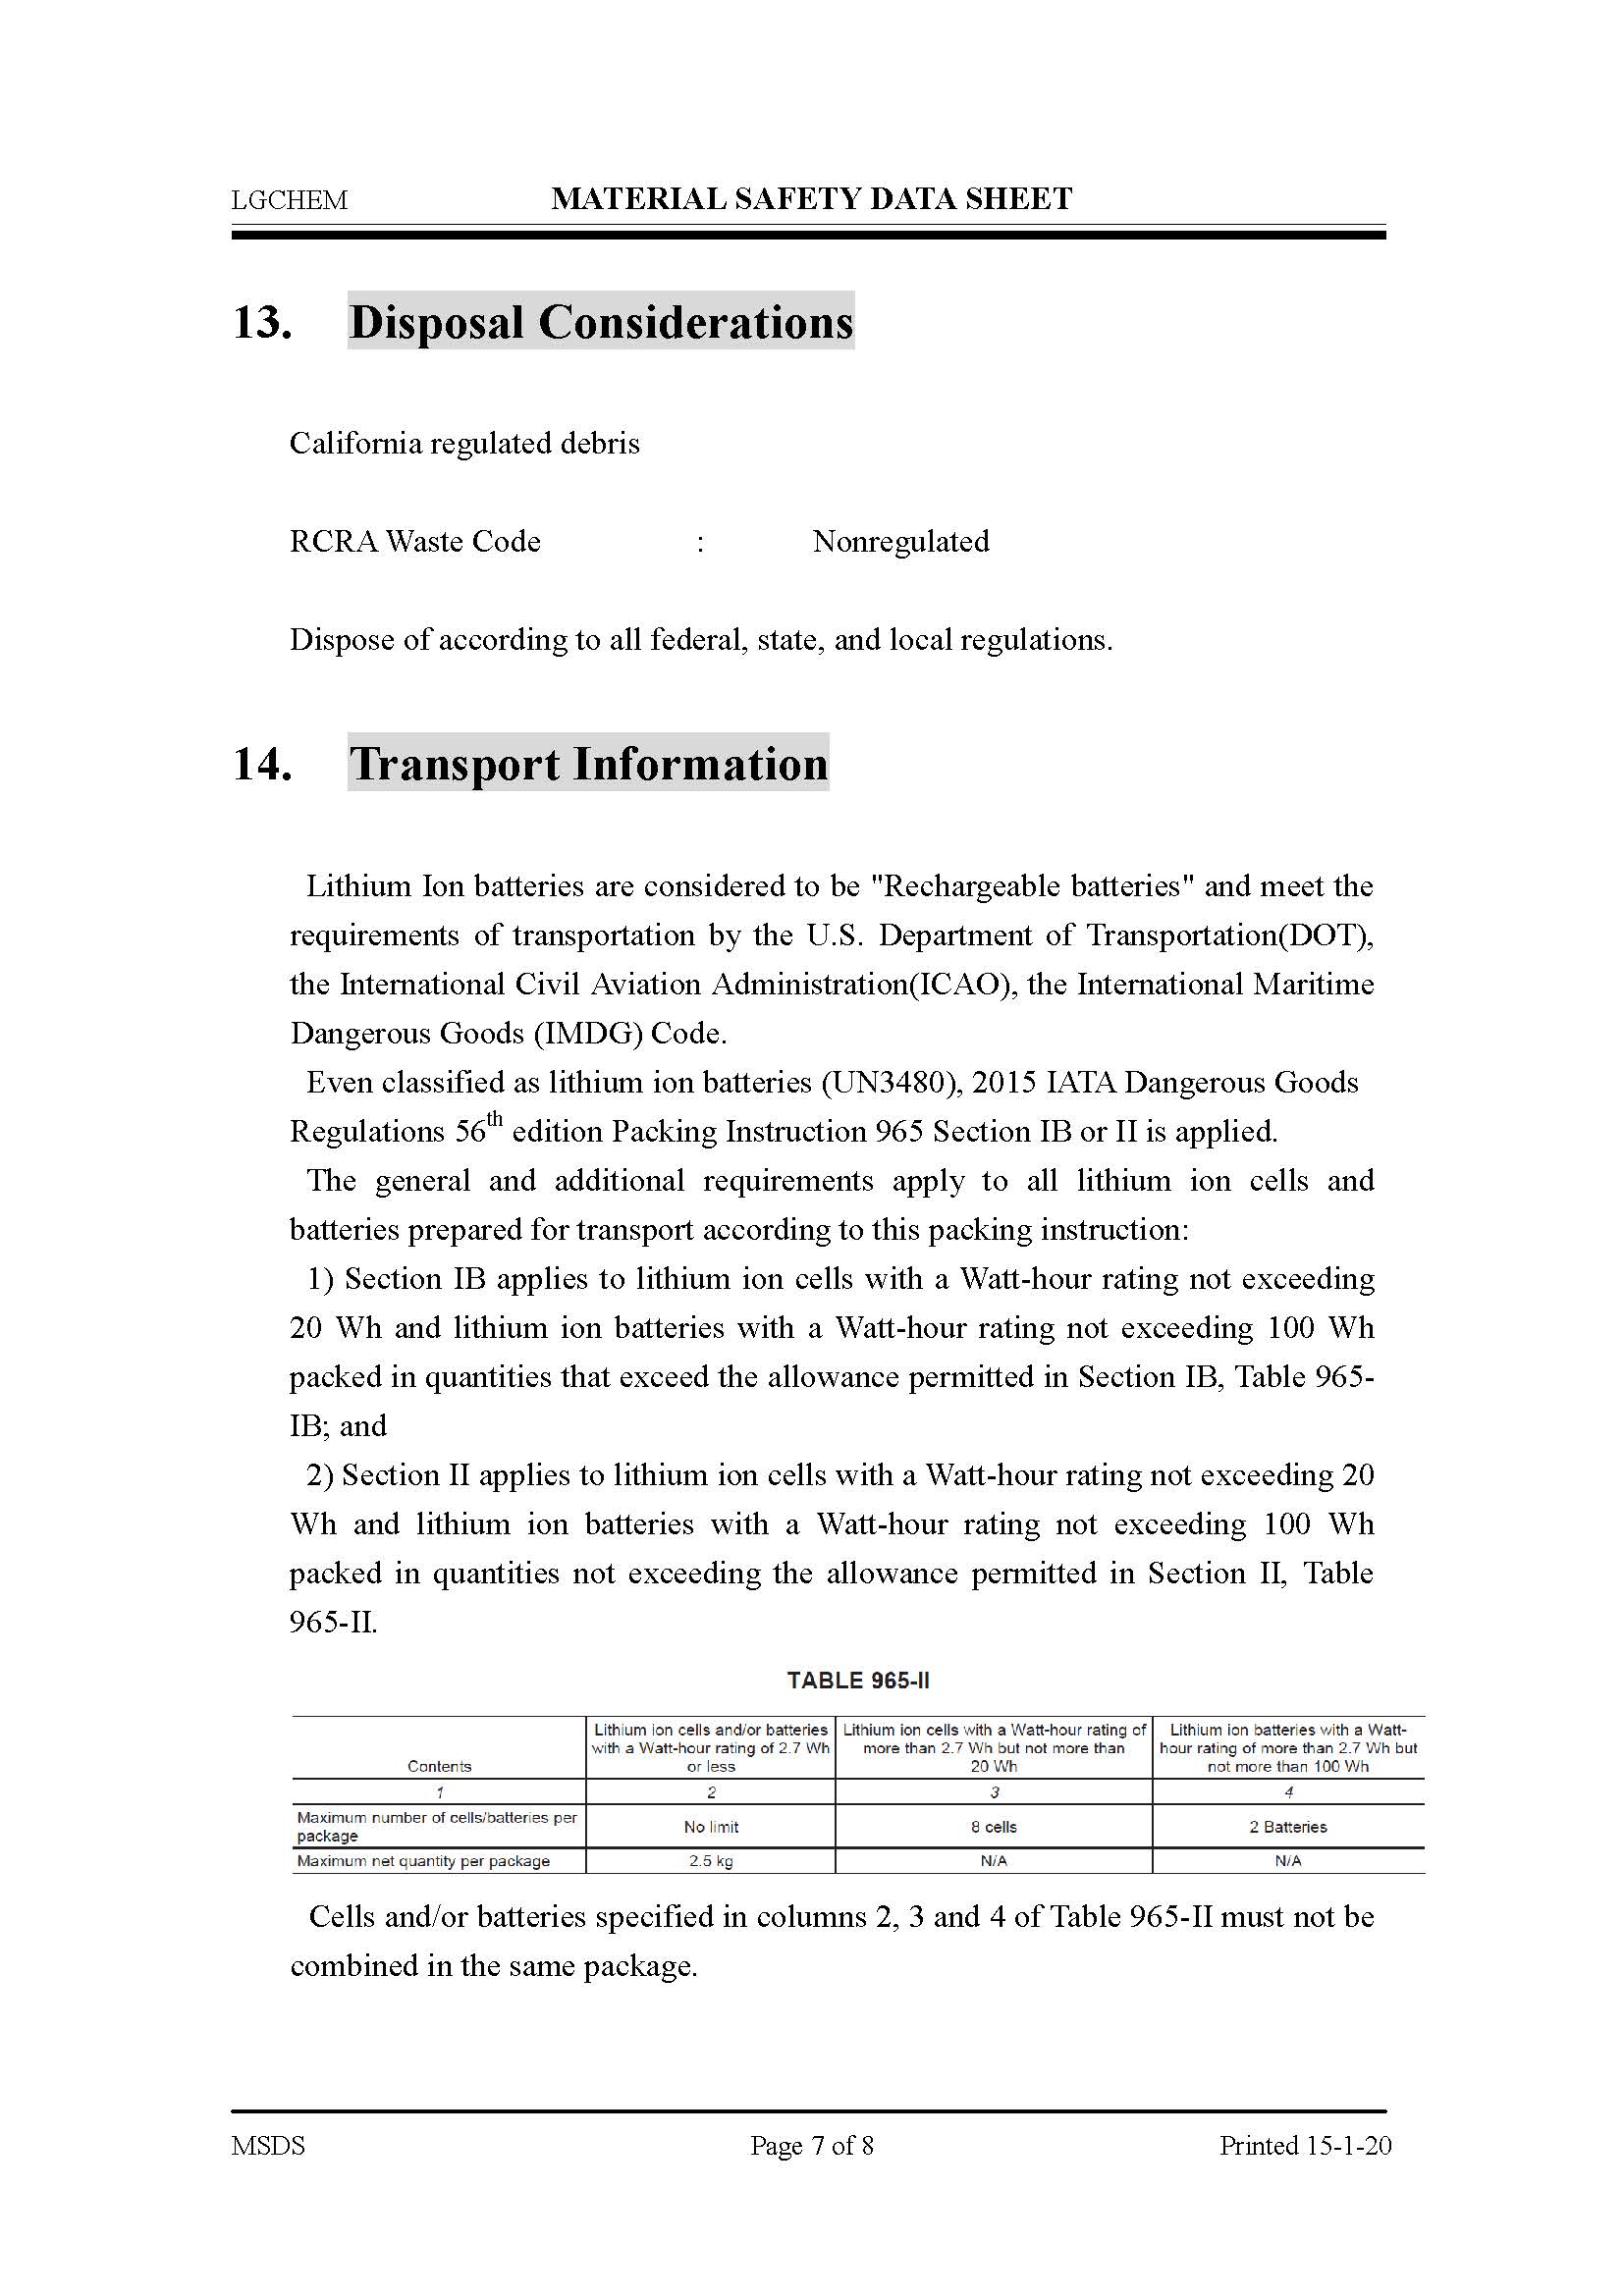 LGCHEM MATERIAL SAFETY DATA SHEET
13. Disposal Considerations
California regulated debris
RCRA Waste Code : Nonregulated
Dispose of according to all federal, state, and local regulations.
14. Transport Information
Lithium Ion batteries are considered to be "Rechargeable batteries" and meet the
requirements of transportation by the U.S. Department of Transportation(DOT),
the International Civil Aviation Administration(ICAO), the International Maritime
Dangerous Goods (IMDG) Code.
Even classified as lithium ion batteries (UN3480), 2015 IATA Dangerous Goods
Regulations 56th edition Packing Instruction 965 Section IB or II is applied.
The general and additional requirements apply to all lithium ion cells and
batteries prepared for transport according to this packing instruction:
1) Section IB applies to lithium ion cells with a Watt-hour rating not exceeding
20 Wh and lithium ion batteries with a Watt-hour rating not exceeding 100 Wh
packed in quantities that exceed the allowance permitted in Section IB, Table 965-
IB; and
2) Section II applies to lithium ion cells with a Watt-hour rating not exceeding 20
Wh and lithium ion batteries with a Watt-hour rating not exceeding 100 Wh
packed in quantities not exceeding the allowance permitted in Section II, Table
965-II.
TABLE 965-II
Contents
Lithium ion cells and/or batteries
with a Watt-hour rating of 2.7 Wh
or less
Lithium ion cells with a Watt-hour rating of
more than 2.7 Wh but not more than
20 Wh
Lithium ion batteries with a Watt-
hour rating of more than 2.7 Wh but
not more than 100 Wh
1 2 3 4
Maximum number of cells/batteries per
package
No limit 8 cells 2 Batteries
Maximum net quantity per package 2.5 kg N/A N/A
Cells and/or batteries specified in columns 2, 3 and 4 of Table 965-II must not be
combined in the same package.
MSDS Page 7 of 8 Printed 15-1-20